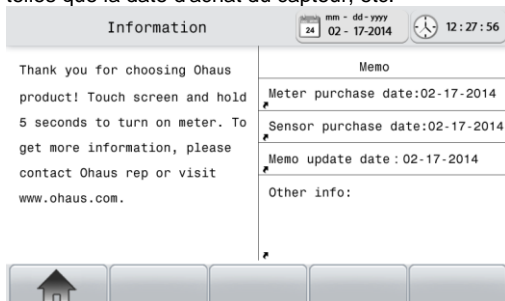 telles que la date d'achat du capteur, etc.
Information
24
mm - dd - yyyy
02 - 17-2014
12:27:56
Thank you for choosing Ohaus
product! Touch screen and hold
5 seconds to turn on meter. To
get more information, please
contact Ohaus rep or visit
www.ohaus.com.
Memo
Meter purchase date:02-17-2014
Sensor purchase date:02-17-2014
Memo update date:02-17-2014
Other info: